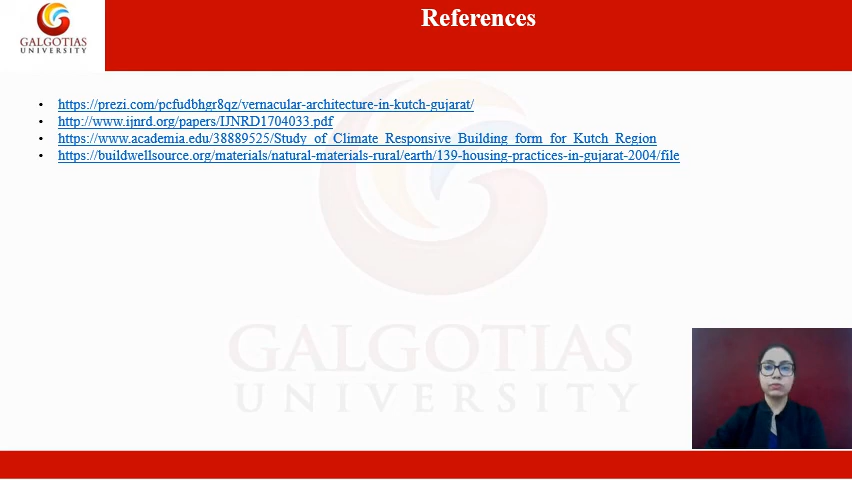 References
GALGOTIAS
UNIVERSITY
• https://prezi.com/pcfudbhgr8qz/vernacular-architecture-in-kutch-gujarat/
• http://www.ijnrd.org/papers/IJNRD1704033.pdf
• https://www.academia.edu/38889525/Study_of_Climate_Responsive_Building_form_for_Kutch_Region
• https://buildwellsource.org/materials/natural-materials-rural/earth/139-housing-practices-in-gujarat-2004/file
GALGOTIAS
UNIVERSITY